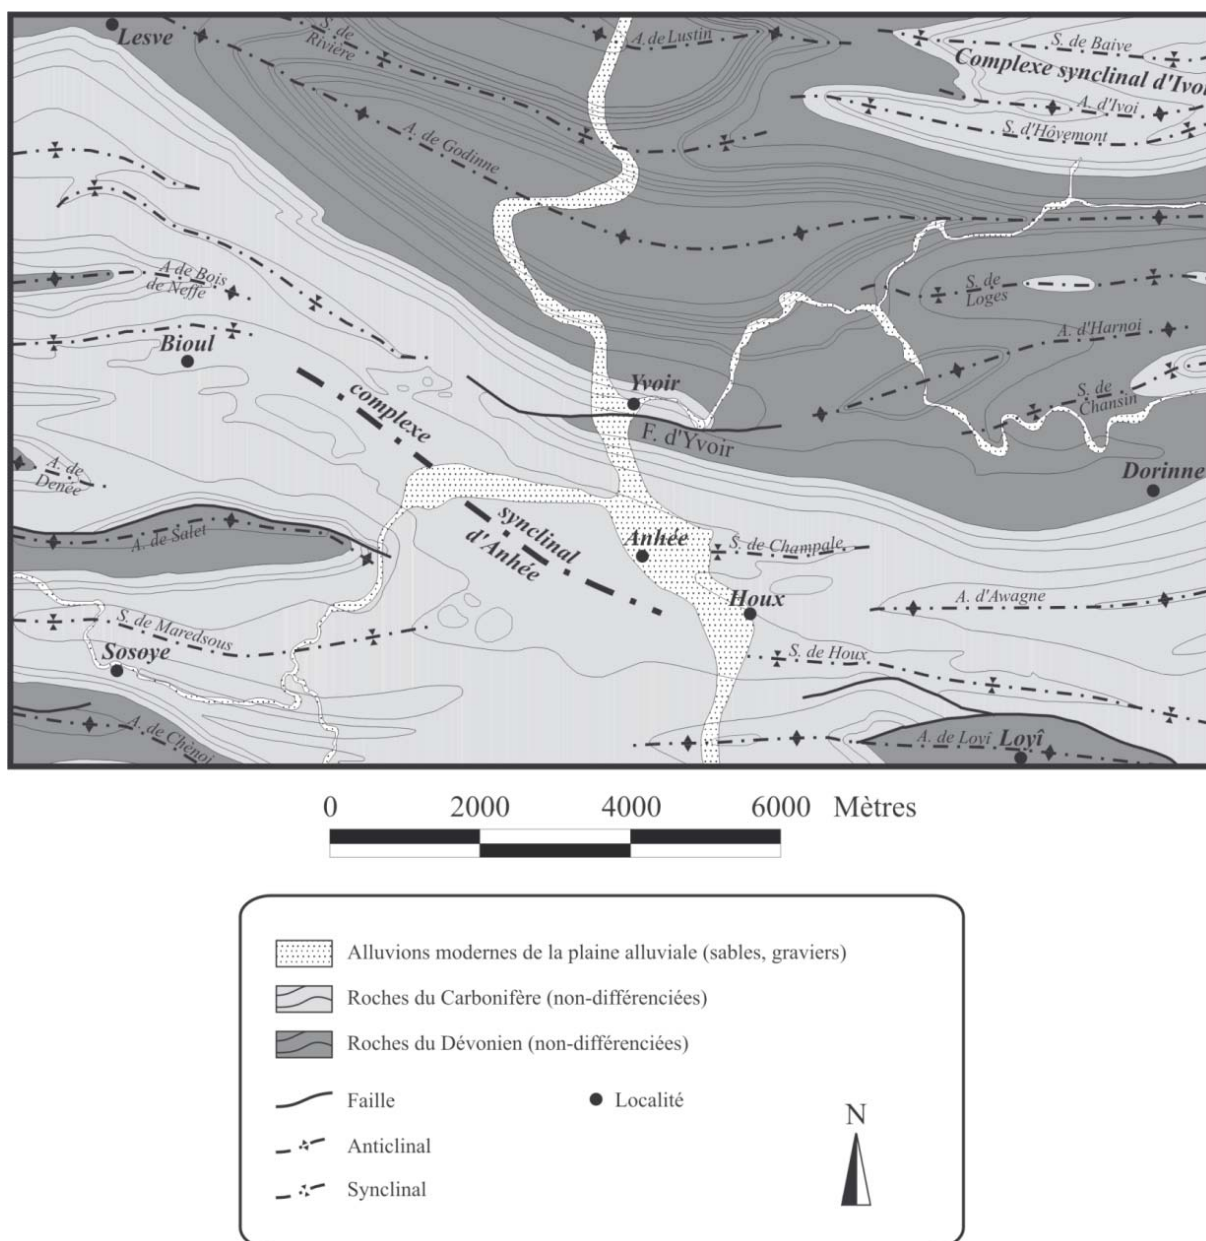 Lesve
S. de
Rivière
A. de Lustin
S. de Baive
Complexe synclinal d'Ivoi
A. d'Ivoi
S. d'Hôvemont
A. de Godinne
A de Bois
de Neffe
S. de
Loges
A. d'Harnoi
Bioul
complexe
Yvoir
F. d'Yvoir
S. de
Chansin
A. de
Denée
Dorinne
A. de Salet
synclinal
d'Anhée
Anhée
S. de Champale
Houx
A. d'Awagne
S. de Maredsous
Sosoye
S. de Houx
A. de Chênoi
A. de Lovî
Loyî
0 2000 4000 6000 Mètres
Alluvions modernes de la plaine alluviale (sables, graviers)
Roches du Carbonifère (non-différenciées)
Roches du Dévonien (non-différenciées)
Faille
Localité
Anticlinal
Synclinal
N